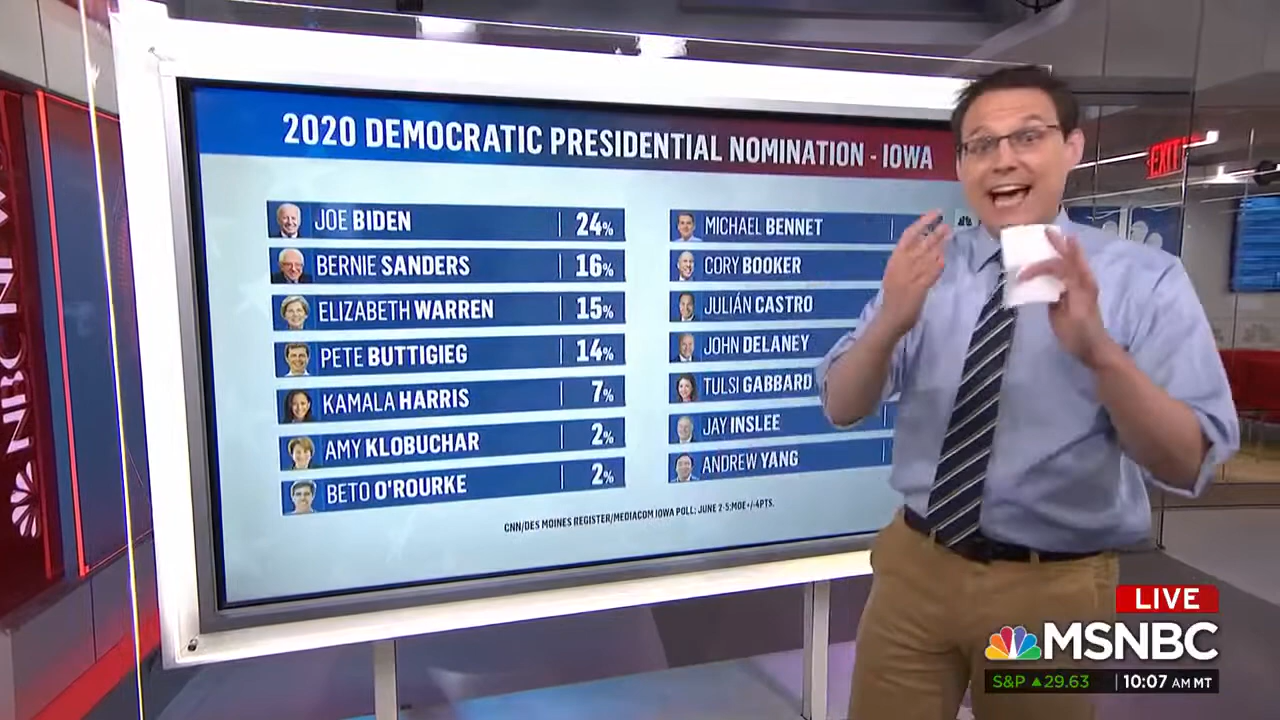 2020 DEMOCRATIC PRESIDENTIAL NOMINATION - IOWA
JOE BIDEN 24%
BERNIE SANDERS 16%
ELIZABETH WARREN 15%
PETE BUTTIGIEG 14%
KAMALA HARRIS 7%
AMY KLOBUCHAR 2%
BETO O'ROURKE 2%
MICHAEL BENNET
CORY BOOKER
JULIÁN CASTRO
JOHN DELANEY
TULSI GABBARD
JAY INSLEE
ANDREW YANG
CNN/DES MOINES REGISTER/MEDIACOM IOWA POLL; JUNE 2-5; MOE+/-4PTS.
EXIT
LIVE
MSNBC
S&P ▲29.63 | 10:07 AM MT